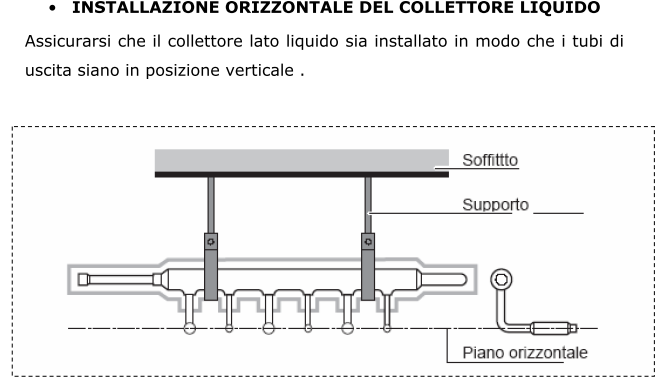 • INSTALLAZIONE ORIZZONTALE DEL COLLETTORE LIQUIDO
Assicurarsi che il collettore lato liquido sia installato in modo che i tubi di
uscita siano in posizione verticale .
Soffittto
Supporto
Piano orizzontale